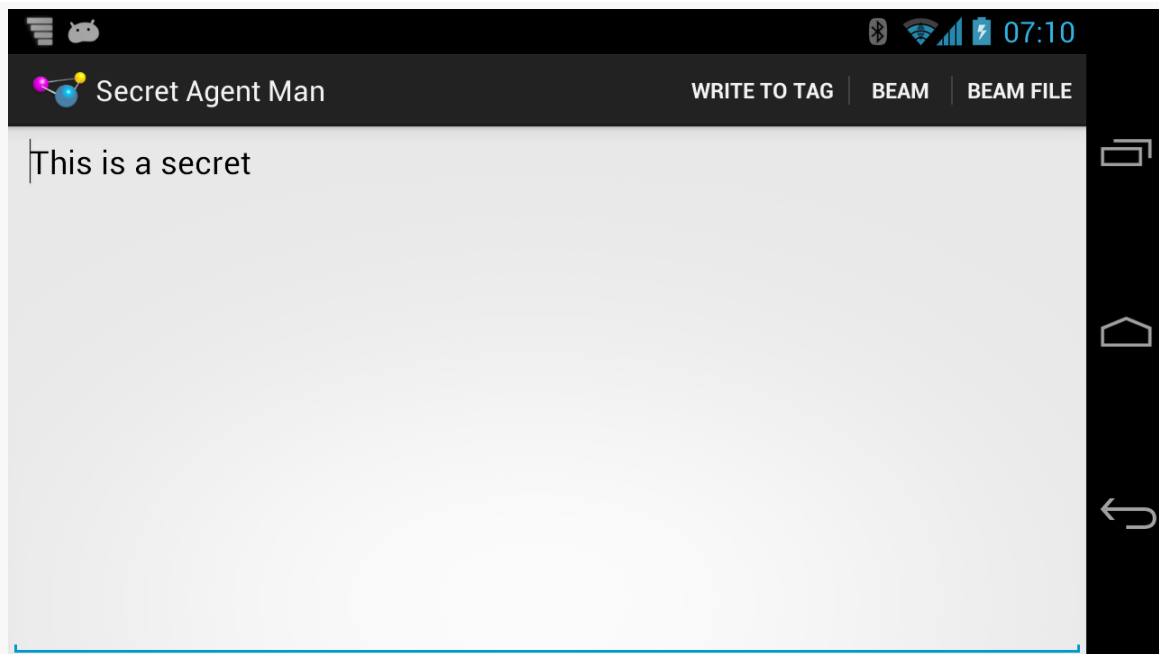 07:10
Secret Agent Man WRITE TO TAG BEAM BEAM FILE
This is a secret